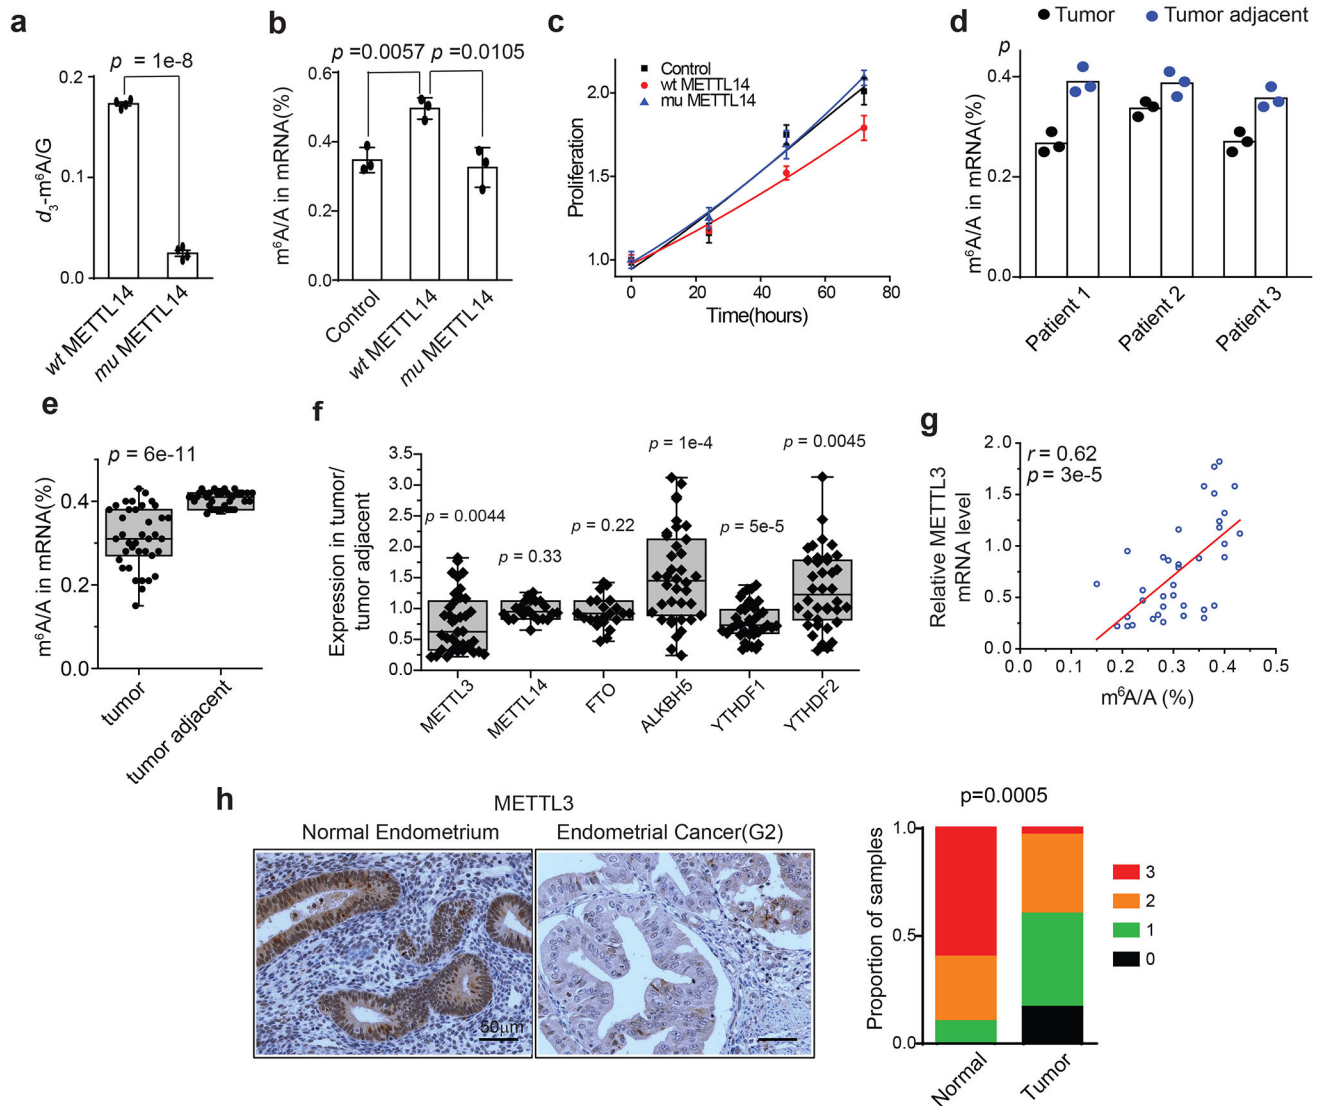 a
p = 1e-8
0.2
0.1
0.0
d3-m6A/G
wt METTL14
mu METTL14
b
p =0.0057
p =0.0105
0.6
0.4
0.2
0.0
m6A/A in mRNA(%)
Control
wt METTL14
mu METTL14
c
Control
wt METTL14
mu METTL14
2.0
1.5
1.0
Proliferation
0
20
40
60
80
Time(hours)
d
Tumor
Tumor adjacent
p
0.4
0.2
0.0
m6A/A in mRNA(%)
Patient 1
Patient 2
Patient 3
e
p = 6e-11
0.4
0.2
0.0
m6A/A in mRNA(%)
tumor
tumor adjacent
f
3.5
3.0
2.5
2.0
1.5
1.0
0.5
0.0
Expression in tumor/
tumor adjacent
p = 0.0044
p = 0.33
p = 0.22
p = 1e-4
p = 5e-5
p = 0.0045
METTL3
METTL14
FTO
ALKBH5
YTHDF1
YTHDF2
g
r = 0.62
p = 3e-5
2.0
1.5
1.0
0.5
0.0
Relative METTL3
mRNA level
0.0
0.1
0.2
0.3
0.4
0.5
m6A/A (%)
h
METTL3
Normal Endometrium
Endometrial Cancer(G2)
50μm
p=0.0005
1.0
0.5
0.0
Proportion of samples
Normal
Tumor
3
2
1
0